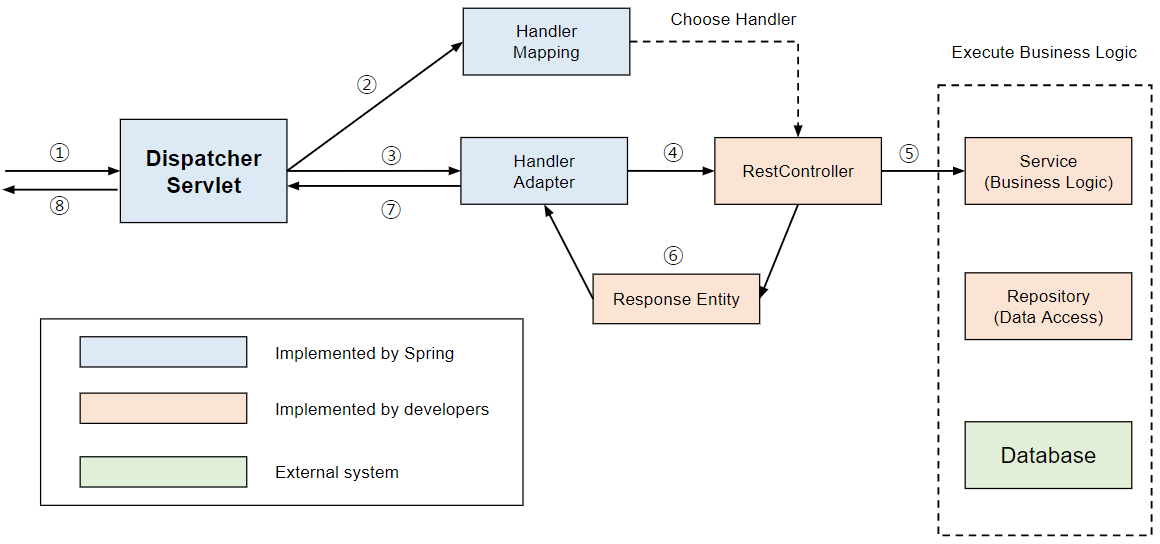 Handler
Mapping
Choose Handler
Execute Business Logic
②
①
Dispatcher
Servlet
⑧
③
⑦
Handler
Adapter
④
RestController
⑤
Service
(Business Logic)
⑥
Response Entity
Repository
(Data Access)
Database
Implemented by Spring
Implemented by developers
External system